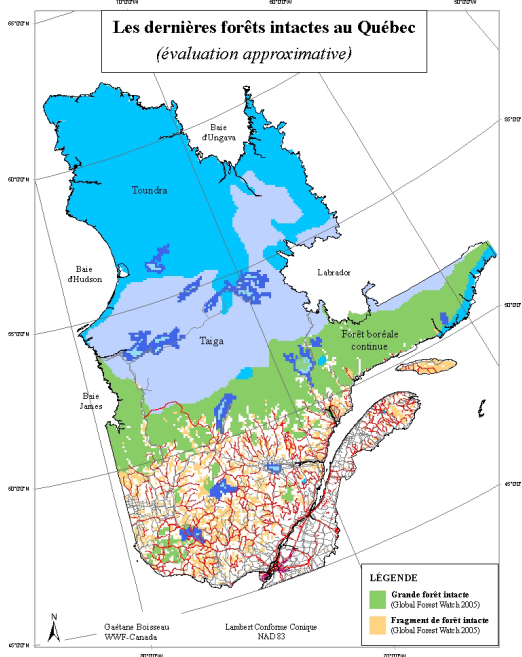 Les dernières forêts intactes au Québec
(évaluation approximative)
Baie
d'Ungava
Toundra
Baie
d'Hudson
Labrador
Taïga
Forêt boréale
continue
Baie
James
LÉGENDE
Grande forêt intacte
(Global Forest Watch 2005)
Fragment de forêt intacte
(Global Forest Watch 2005)
N
Gaétane Boisseau
WWF-Canada
Lambert Conforme Conique
NAD 83